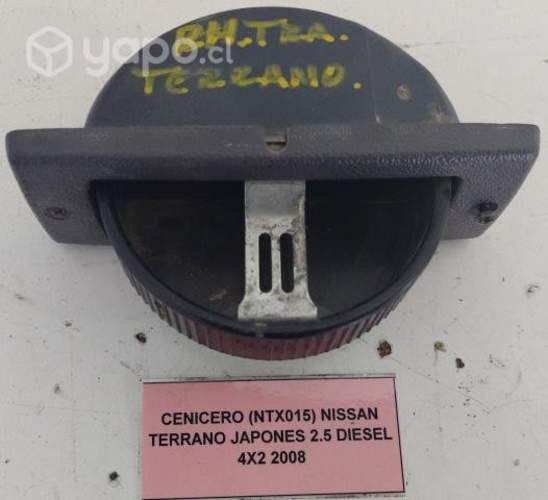 yapo.cl
RH.TRA.
TERRANO.
CENICERO (NTX015) NISSAN
TERRANO JAPONES 2.5 DIESEL
4X2 2008